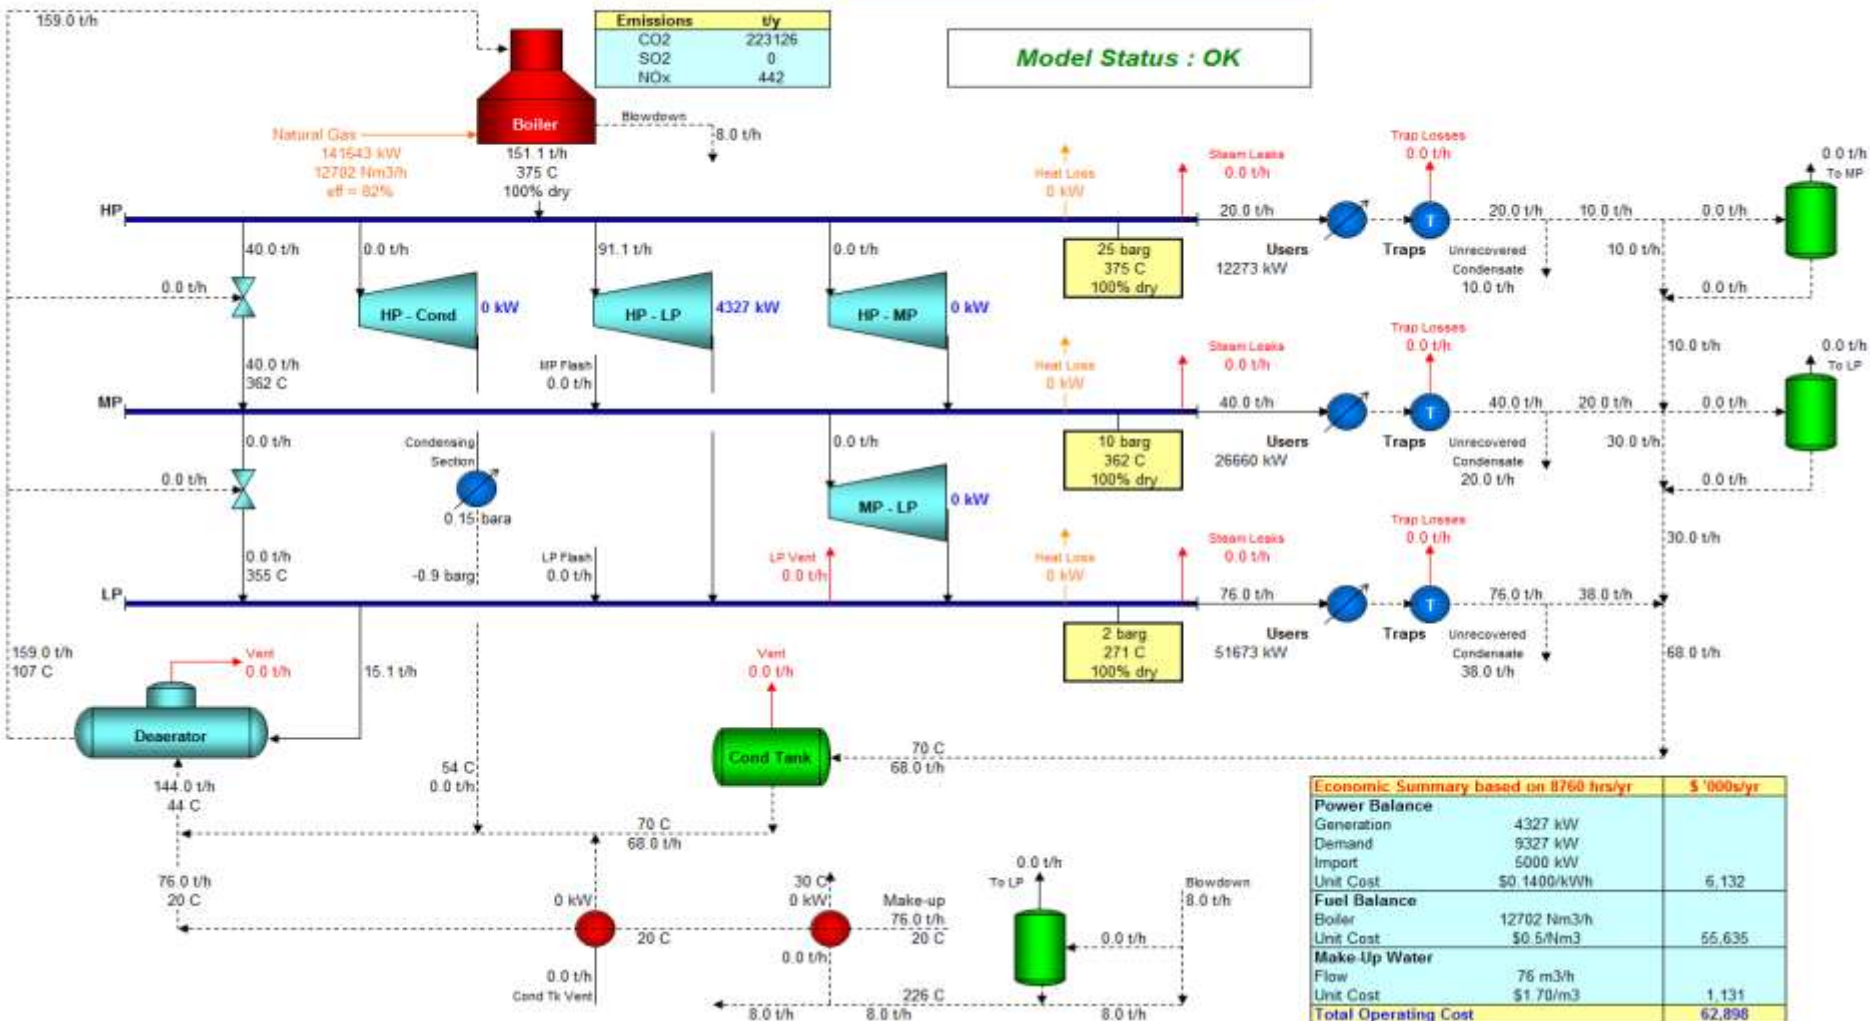 159.0 t/h
Emissions t/y
CO2 223126
SO2 0
NOx 442
Model Status : OK
Boiler
Blowdown
8.0 t/h
Natural Gas
141643 kW
12702 Nm3/h
eff = 82%
151.1 t/h
375 C
100% dry
Heat Loss
0 kW
Steam Leaks
0.0 t/h
Trap Losses
0.0 t/h
0.0 t/h
To MP
HP
20.0 t/h
T
20.0 t/h
10.0 t/h
0.0 t/h
40.0 t/h
0.0 t/h
91.1 t/h
0.0 t/h
25 barg
375 C
100% dry
Users
12273 kW
Traps
Unrecovered
Condensate
10.0 t/h
10.0 t/h
0.0 t/h
0.0 t/h
HP - Cond
0 kW
HP - LP
4327 kW
HP - MP
0 kW
40.0 t/h
362 C
MP Flash
0.0 t/h
Heat Loss
0 kW
Steam Leaks
0.0 t/h
Trap Losses
0.0 t/h
10.0 t/h
0.0 t/h
To LP
MP
40.0 t/h
T
40.0 t/h
20.0 t/h
0.0 t/h
0.0 t/h
Condensing
Section
0.0 t/h
10 barg
362 C
100% dry
Users
26660 kW
Traps
Unrecovered
Condensate
20.0 t/h
30.0 t/h
0.0 t/h
0.0 t/h
0.15 bara
MP - LP
0 kW
0.0 t/h
355 C
-0.9 barg
LP Flash
0.0 t/h
LP Vent
0.0 t/h
Heat Loss
0 kW
Steam Leaks
0.0 t/h
Trap Losses
0.0 t/h
30.0 t/h
LP
76.0 t/h
T
76.0 t/h
38.0 t/h
2 barg
271 C
100% dry
Users
51673 kW
Traps
Unrecovered
Condensate
38.0 t/h
68.0 t/h
159.0 t/h
107 C
Vent
0.0 t/h
15.1 t/h
Vent
0.0 t/h
Deaerator
Cond Tank
70 C
68.0 t/h
144.0 t/h
44 C
54 C
0.0 t/h
70 C
68.0 t/h
76.0 t/h
20 C
0 kW
20 C
0.0 t/h
Cond Tk Vent
30 C
0 kW
Make-up
76.0 t/h
20 C
0.0 t/h
0.0 t/h
To LP
Blowdown
8.0 t/h
0.0 t/h
226 C
8.0 t/h
8.0 t/h
8.0 t/h
Economic Summary based on 8760 hrs/yr $ '000s/yr
Power Balance
Generation 4327 kW
Demand 9327 kW
Import 5000 kW
Unit Cost $0.1400/kWh 6,132
Fuel Balance
Boiler 12702 Nm3/h
Unit Cost $0.5/Nm3 55,635
Make-Up Water
Flow 76 m3/h
Unit Cost $1.70/m3 1,131
Total Operating Cost 62,898